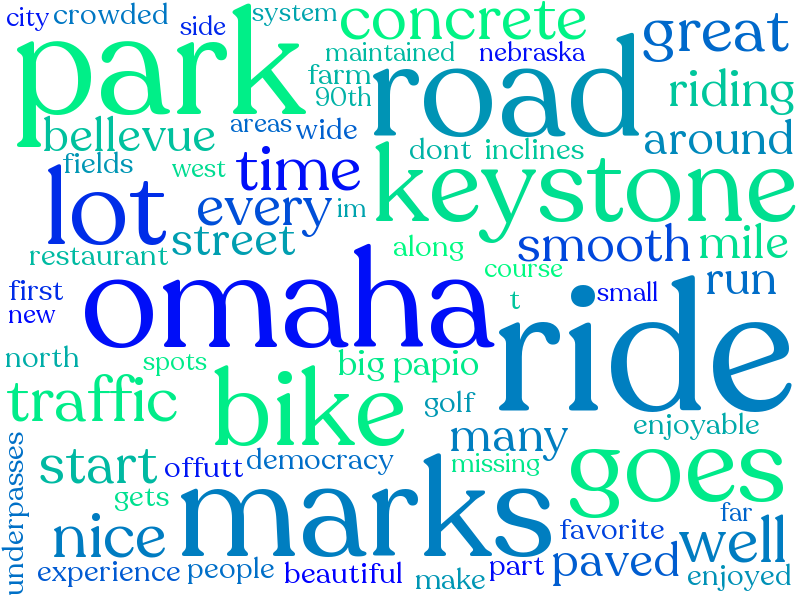 city crowded side system concrete great
park maintained nebraska road
farm riding
90th
bellevue areas wide around
fields west time dont inclines
lot every im keystone
restaurant street along smooth mile
first omaha course run
new t small ride
north spots big papio
traffic bike golf enjoyable
many
start offutt democracy missing goes
underpasses gets marks far
nice favorite well
experience people beautiful make part paved enjoyed